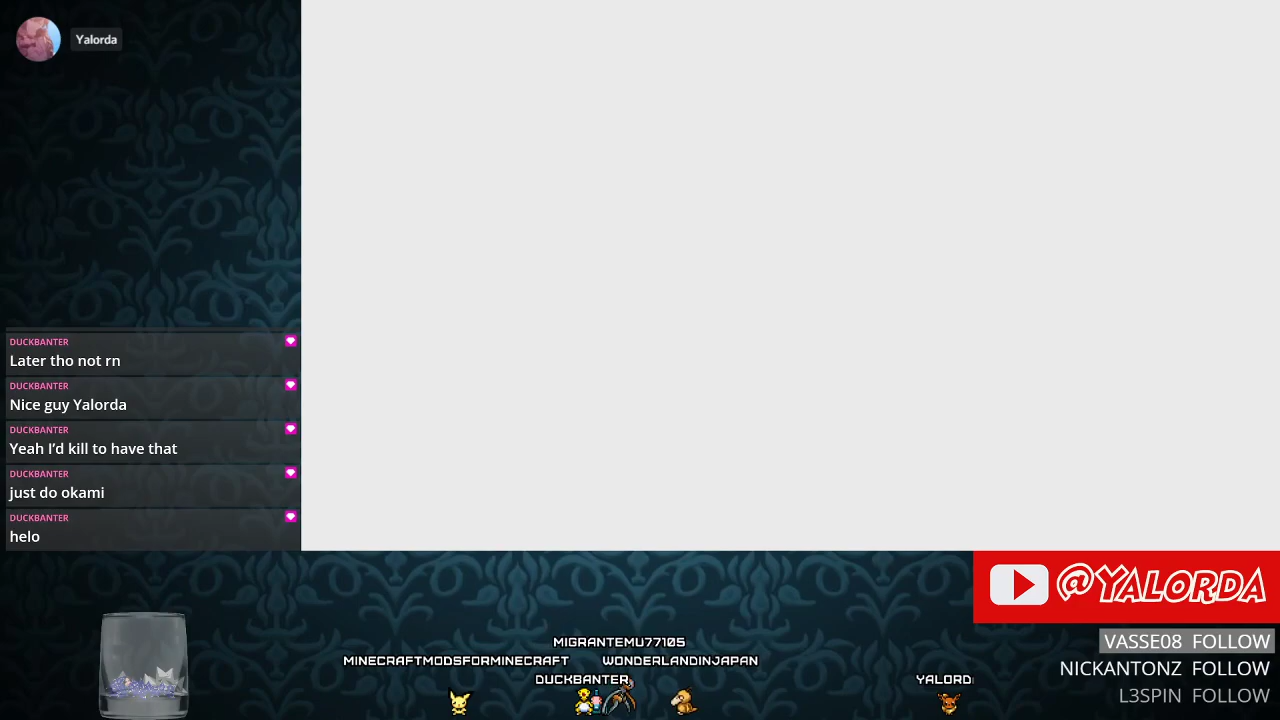 Yalorda
DUCKBANTER
Later tho not rn
DUCKBANTER
Nice guy Yalorda
DUCKBANTER
Yeah I'd kill to have that
DUCKBANTER
just do okami
DUCKBANTER
helo
@YALORDA
VASSE08 FOLLOW
NICKANTONZ FOLLOW
L3SPIN FOLLOW
MIGRANTEMU77105
MINECRAFTMODSFORMINECRAFT WONDERLANDINJAPAN
DUCKBANTER
YALORD